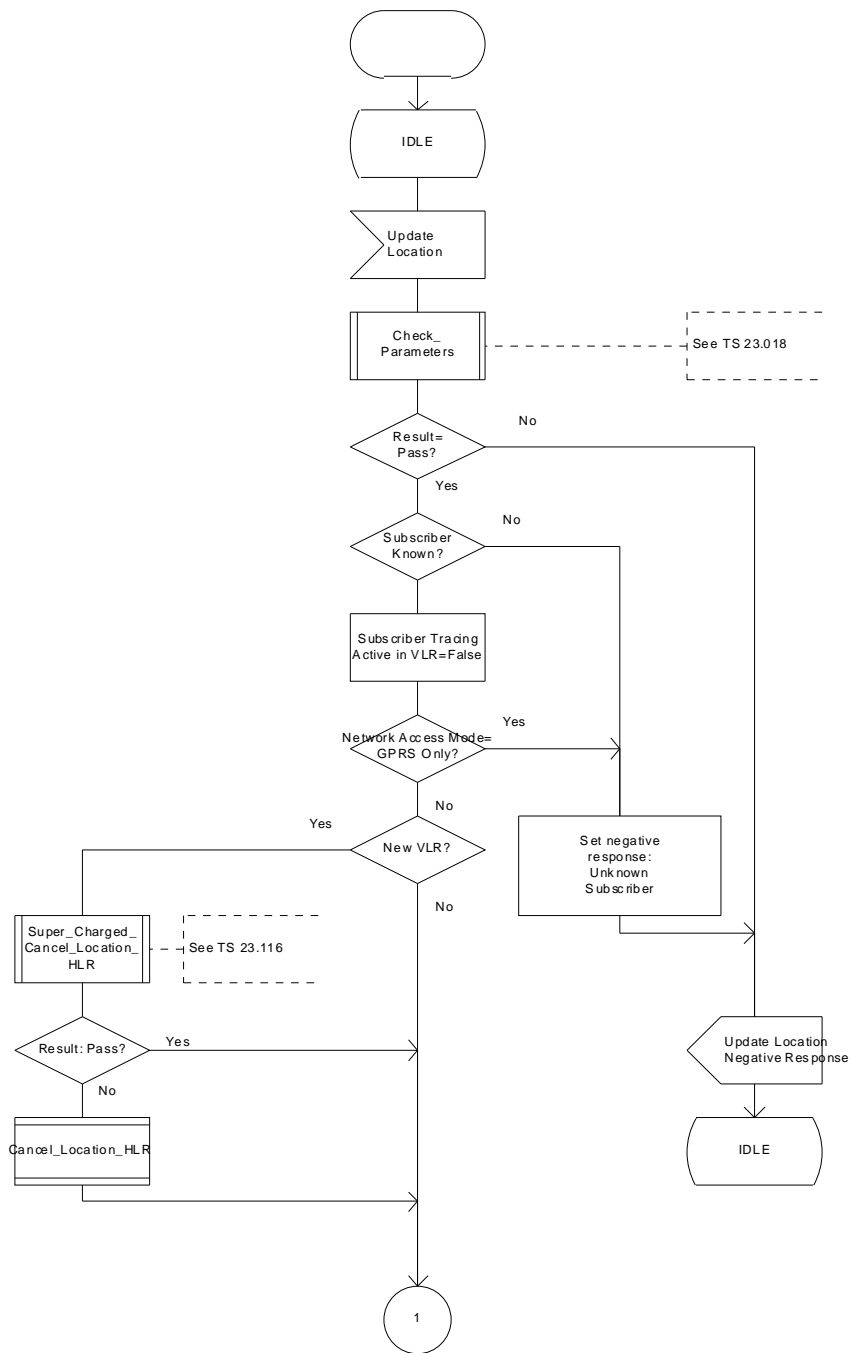 IDLE
Update
Location
Check_
Parameters
See TS 23.018
Result=
Pass?
No
Yes
Subscriber
Known?
No
Subscriber Tracing
Active in VLR=False
Network Access Mode=
GPRS Only?
Yes
No
New VLR?
Yes
No
Set negative
response:
Unknown
Subscriber
Super_Charged_
Cancel_Location_
HLR
See TS 23.116
Result: Pass?
Yes
No
Update Location
Negative Response
Cancel_Location_HLR
IDLE
1